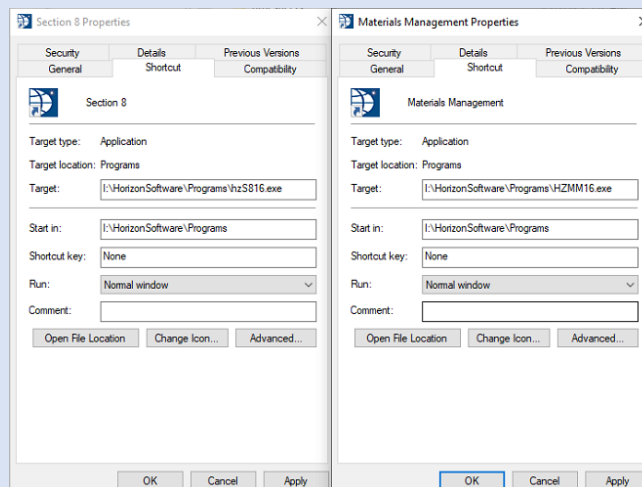 Section 8 Properties
Security Details Previous Versions
General Shortcut Compatibility
Section 8
Target type: Application
Target location: Programs
Target: I:\HorizonSoftware\Programs\hzS816.exe
Start in: I:\HorizonSoftware\Programs
Shortcut key: None
Run: Normal window
Comment:
Open File Location Change Icon... Advanced...
OK Cancel Apply
Materials Management Properties
Security Details Previous Versions
General Shortcut Compatibility
Materials Management
Target type: Application
Target location: Programs
Target: I:\HorizonSoftware\Programs\HZMM16.exe
Start in: I:\HorizonSoftware\Programs
Shortcut key: None
Run: Normal window
Comment:
Open File Location Change Icon... Advanced...
OK Cancel Apply